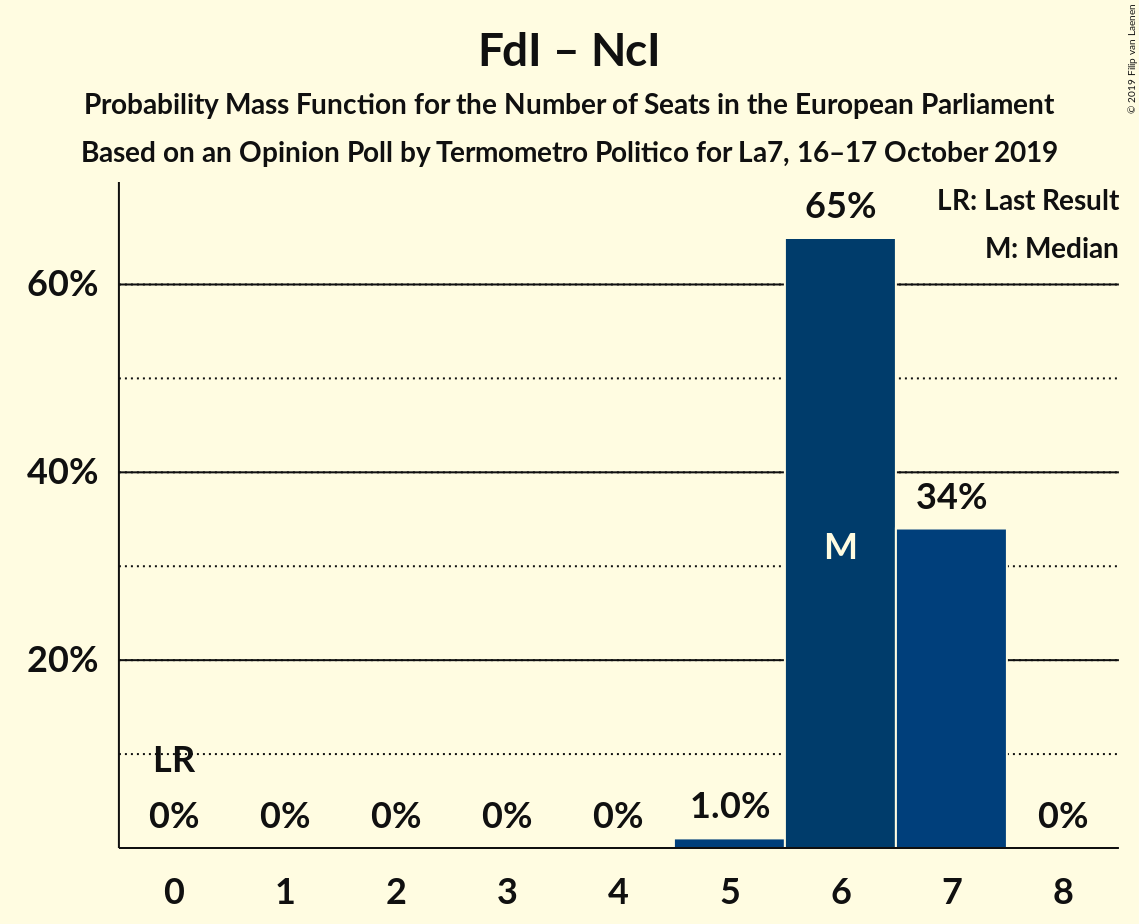 FdI – NcI
Probability Mass Function for the Number of Seats in the European Parliament
Based on an Opinion Poll by Termometro Politico for La7, 16–17 October 2019
© 2019 Filip van Laenen
LR: Last Result
M: Median
60%
40%
20%
LR
0%
0%
0%
0%
0%
1.0%
65%
M
34%
0%
0
1
2
3
4
5
6
7
8